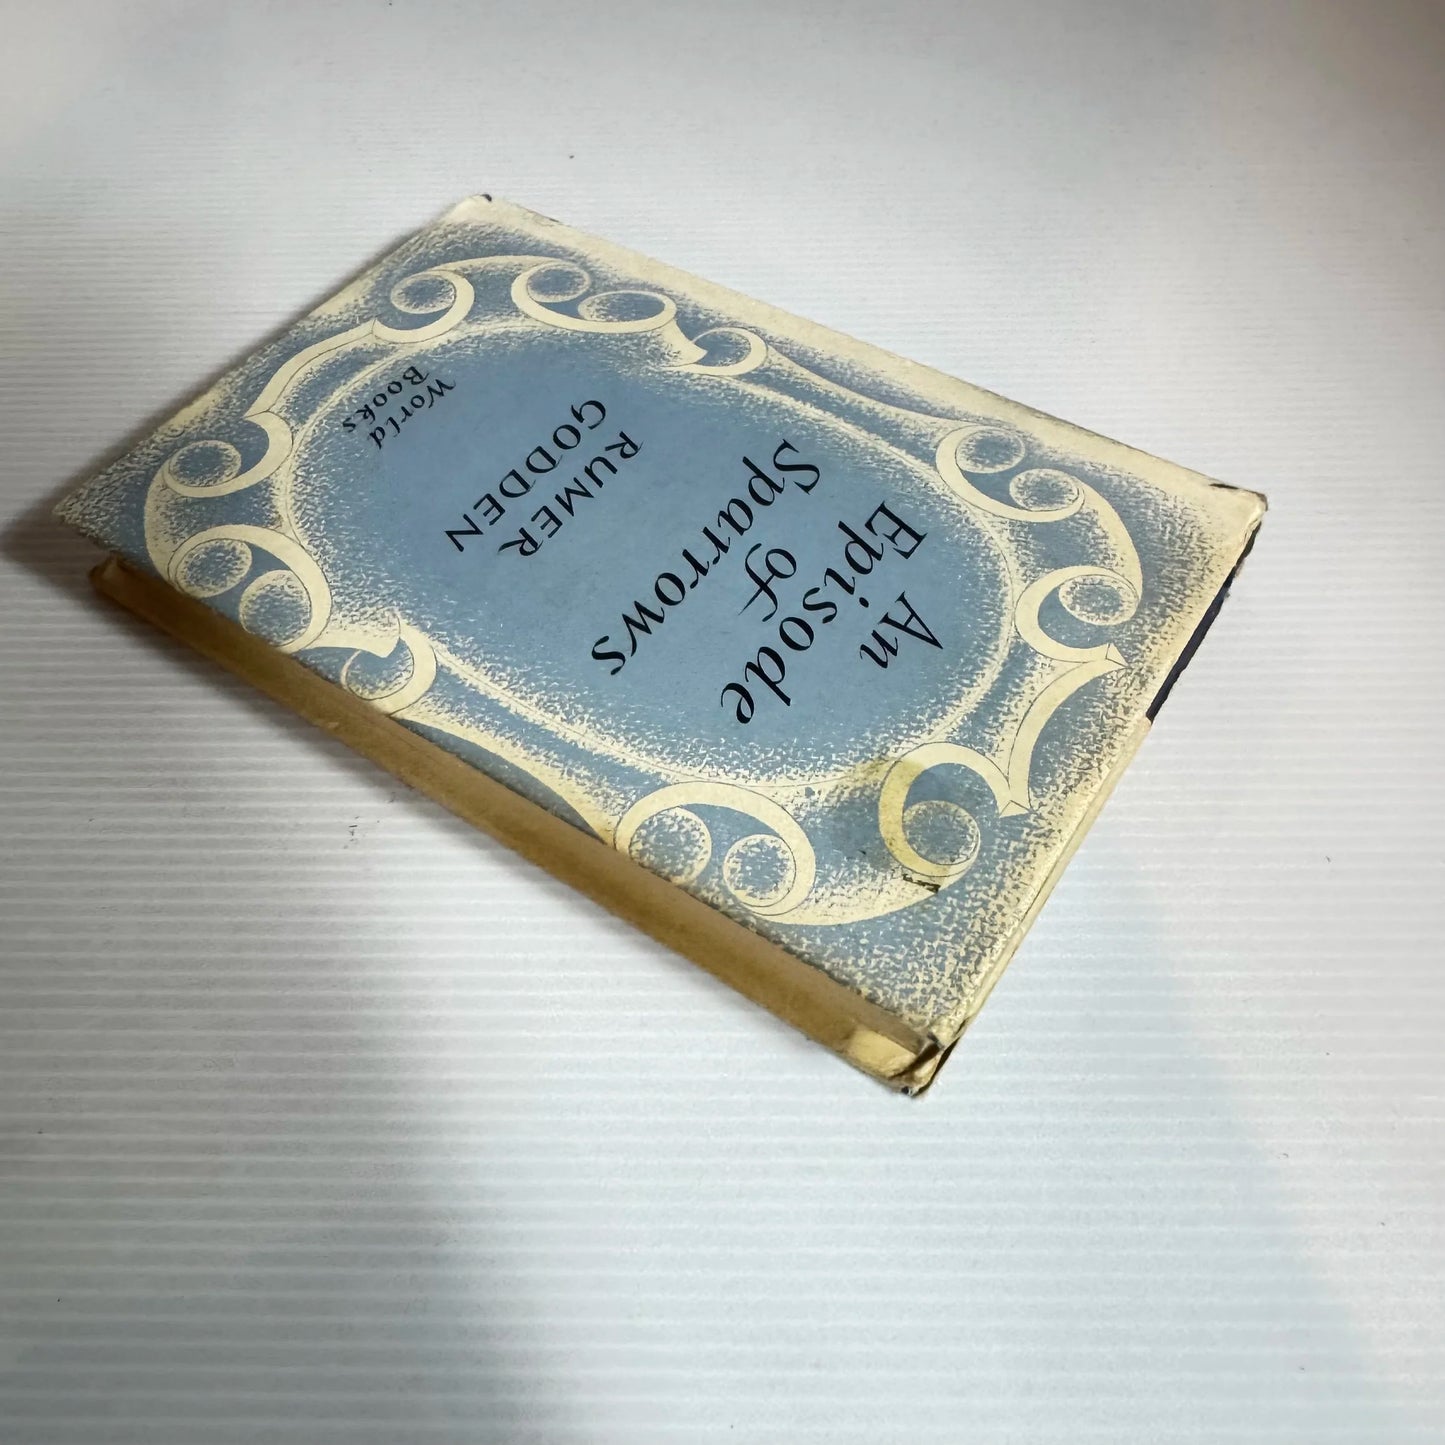 An
Episode
of
Sparrows
RUMER
GODDEN
World
Books